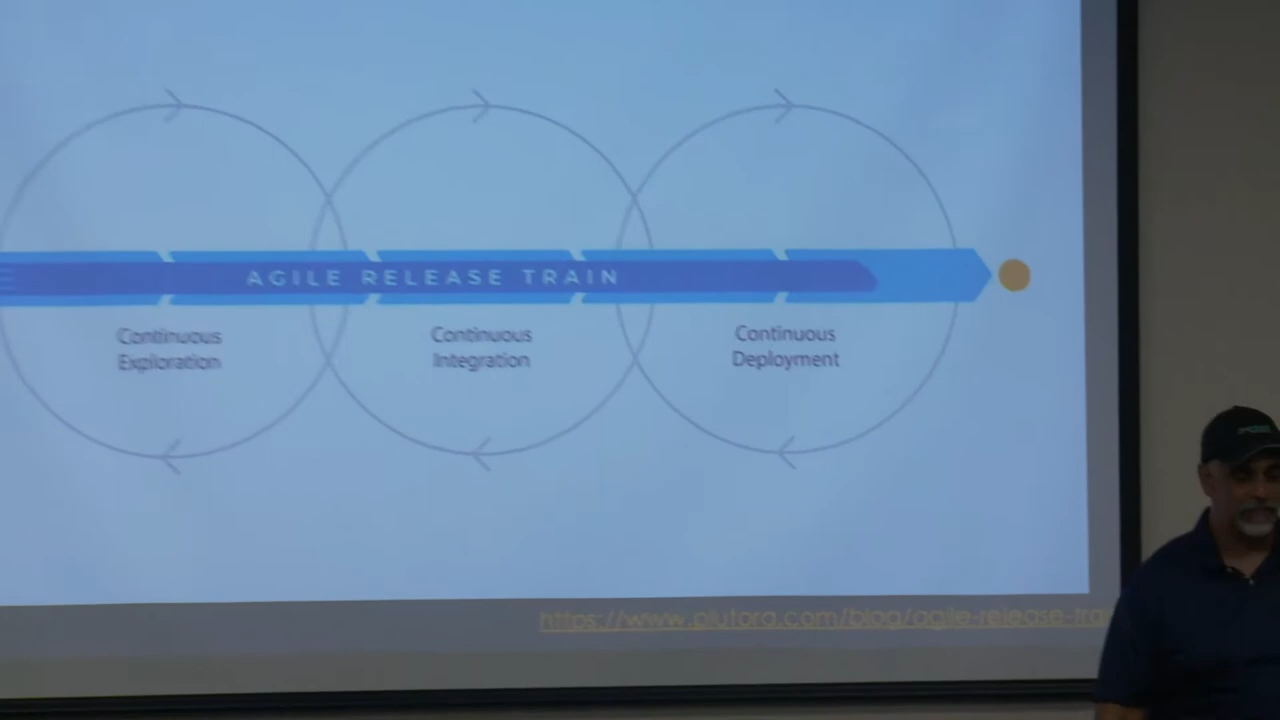 AGILE RELEASE TRAIN
Continuous
Exploration
Continuous
Integration
Continuous
Deployment
https://www.plutora.com/blog/agile-release-tra